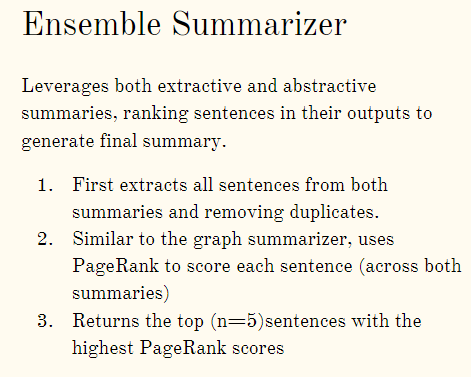 Ensemble Summarizer
Leverages both extractive and abstractive
summaries, ranking sentences in their outputs to
generate final summary.
1. First extracts all sentences from both
summaries and removing duplicates.
2. Similar to the graph summarizer, uses
PageRank to score each sentence (across both
summaries)
3. Returns the top (n=5)sentences with the
highest PageRank scores